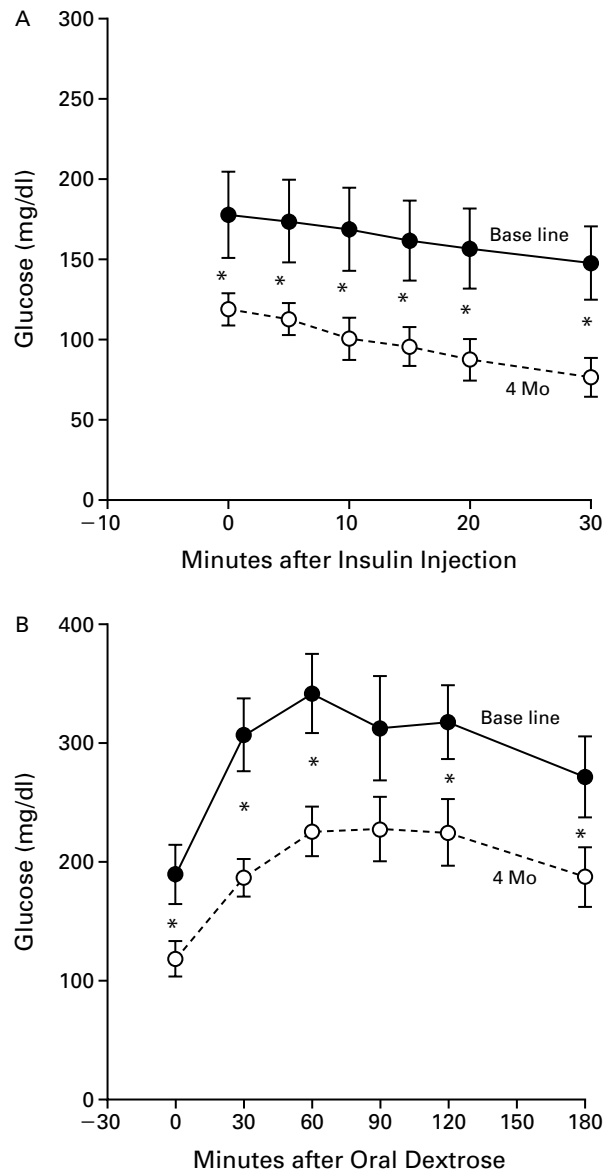 A
300
250
200
150
100
50
0
Glucose (mg/dl)
Base line
* * * * * *
4 Mo
−10 0 10 20 30
Minutes after Insulin Injection
B
400
300
200
100
0
Glucose (mg/dl)
Base line
* * * * *
4 Mo
−30 0 30 60 90 120 150 180
Minutes after Oral Dextrose